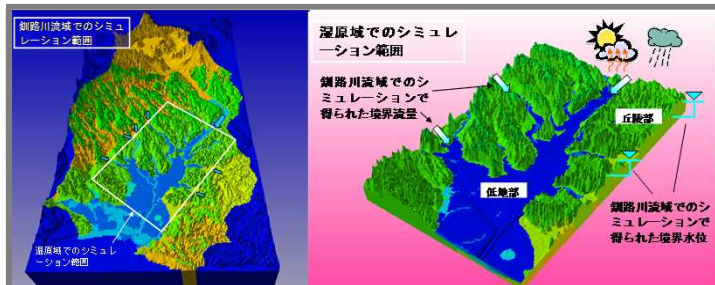 釧路川流域でのシミュ
レーション範囲
湿原域でのシミュレ
ーション範囲
湿原域でのシミュ
レーション範囲
釧路川流域でのシ
ミュレーションで
得られた境界流量
丘陵部
低地部
釧路川流域でのシ
ミュレーションで
得られた境界水位